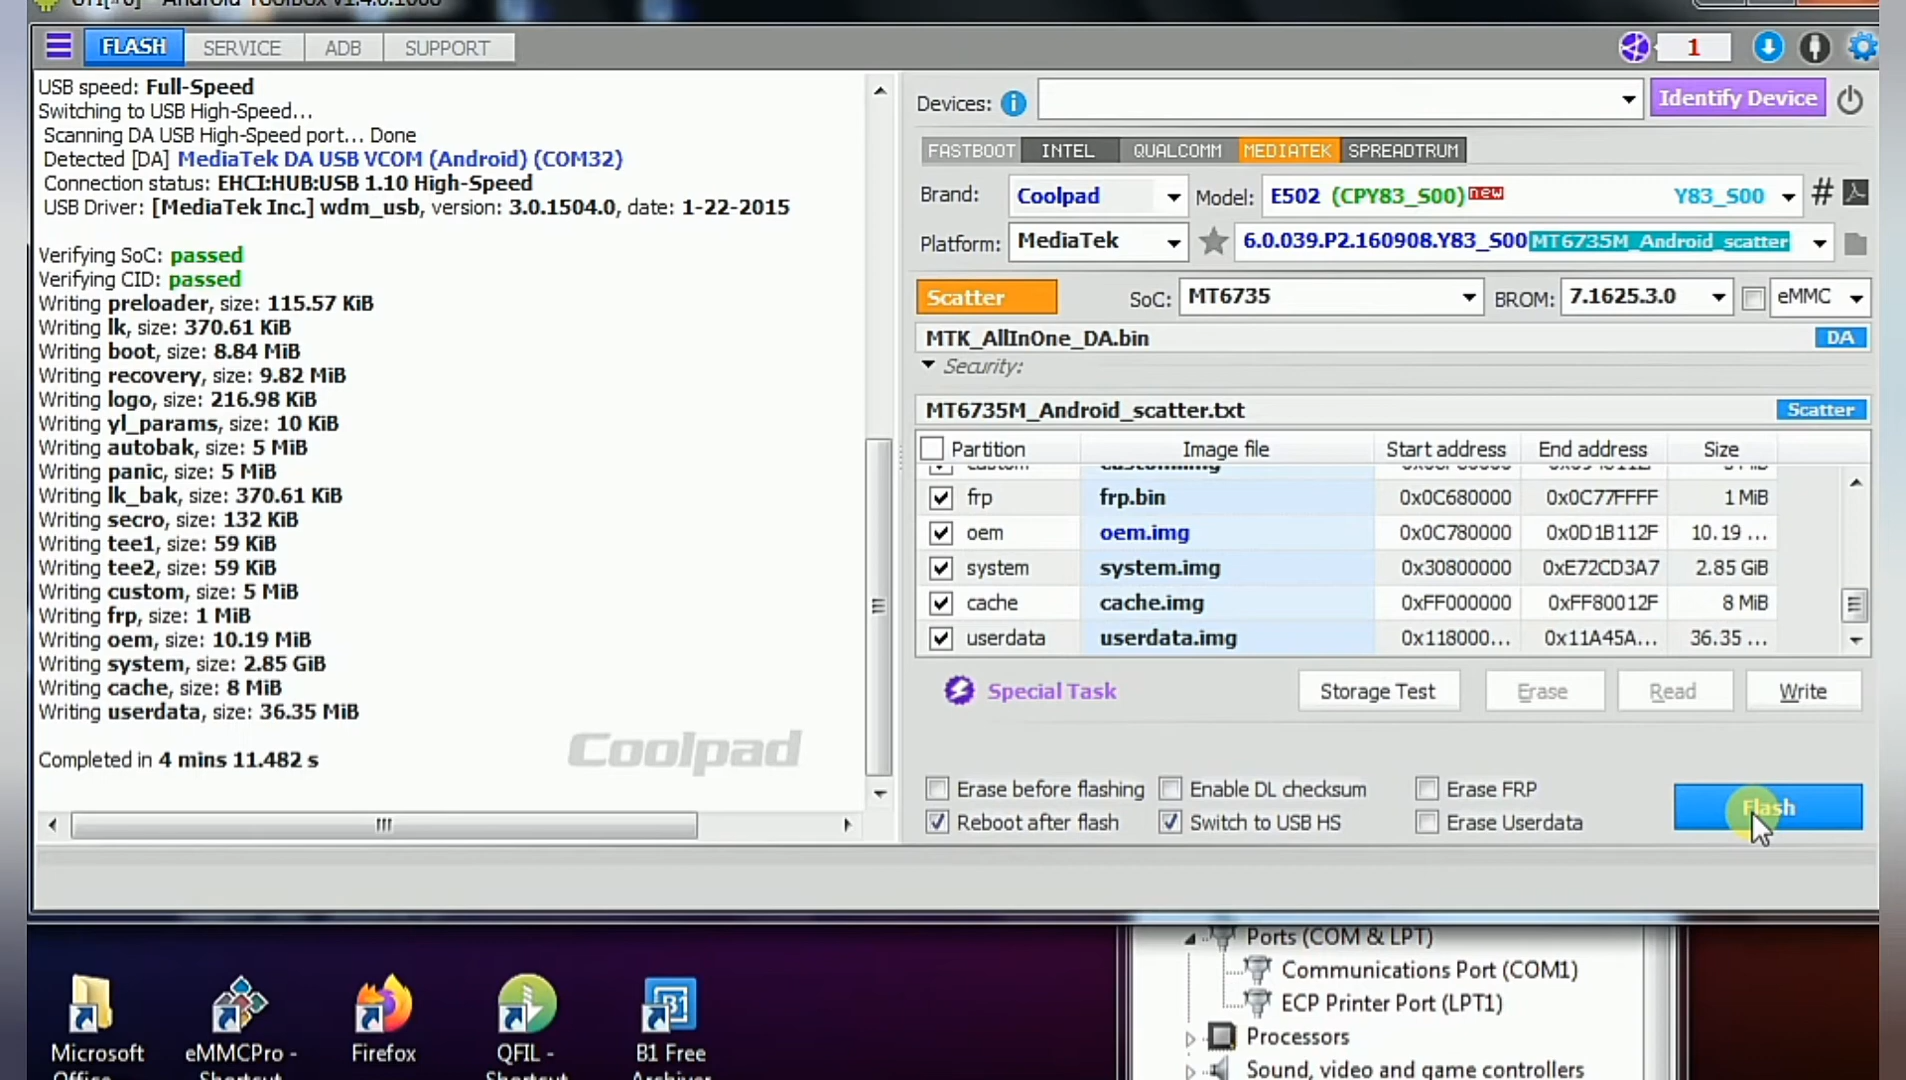 Android ToolBox v1.4.0.1060
FLASH SERVICE ADB SUPPORT
1
USB speed: Full-Speed
Switching to USB High-Speed...
Scanning DA USB High-Speed port... Done
Detected [DA] MediaTek DA USB VCOM (Android) (COM32)
Connection status: EHCI:HUB:USB 1.10 High-Speed
USB Driver: [MediaTek Inc.] wdm_usb, version: 3.0.1504.0, date: 1-22-2015
Verifying SoC: passed
Verifying CID: passed
Writing preloader, size: 115.57 KiB
Writing lk, size: 370.61 KiB
Writing boot, size: 8.84 MiB
Writing recovery, size: 9.82 MiB
Writing logo, size: 216.98 KiB
Writing yl_params, size: 10 KiB
Writing autobak, size: 5 MiB
Writing panic, size: 5 MiB
Writing lk_bak, size: 370.61 KiB
Writing secro, size: 132 KiB
Writing tee1, size: 59 KiB
Writing tee2, size: 59 KiB
Writing custom, size: 5 MiB
Writing frp, size: 1 MiB
Writing oem, size: 10.19 MiB
Writing system, size: 2.85 GiB
Writing cache, size: 8 MiB
Writing userdata, size: 36.35 MiB
Completed in 4 mins 11.482 s
Coolpad
Devices: Identify Device
FASTBOOT INTEL QUALCOMM MEDIATEK SPREADTRUM
Brand: Coolpad Model: E502 (CPY83_S00) new Y83_S00 #
Platform: MediaTek 6.0.039.P2.160908.Y83_S00 MT6735M_Android_scatter
Scatter SoC: MT6735 BROM: 7.1625.3.0 eMMC
MTK_AllInOne_DA.bin DA
Security:
MT6735M_Android_scatter.txt Scatter
Partition Image file Start address End address Size
frp frp.bin 0x0C680000 0x0C77FFFF 1 MiB
oem oem.img 0x0C780000 0x0D1B112F 10.19 ...
system system.img 0x30800000 0xE72CD3A7 2.85 GiB
cache cache.img 0xFF000000 0xFF80012F 8 MiB
userdata userdata.img 0x118000... 0x11A45A... 36.35 ...
Special Task Storage Test Erase Read Write
Erase before flashing Enable DL checksum Erase FRP
Reboot after flash Switch to USB HS Erase Userdata
Flash
Ports (COM & LPT)
Communications Port (COM1)
ECP Printer Port (LPT1)
Processors
Sound, video and game controllers
Microsoft
Office...
eMMCPro -
Shortcut
Firefox
QFIL -
Shortcut
B1 Free
Archiver